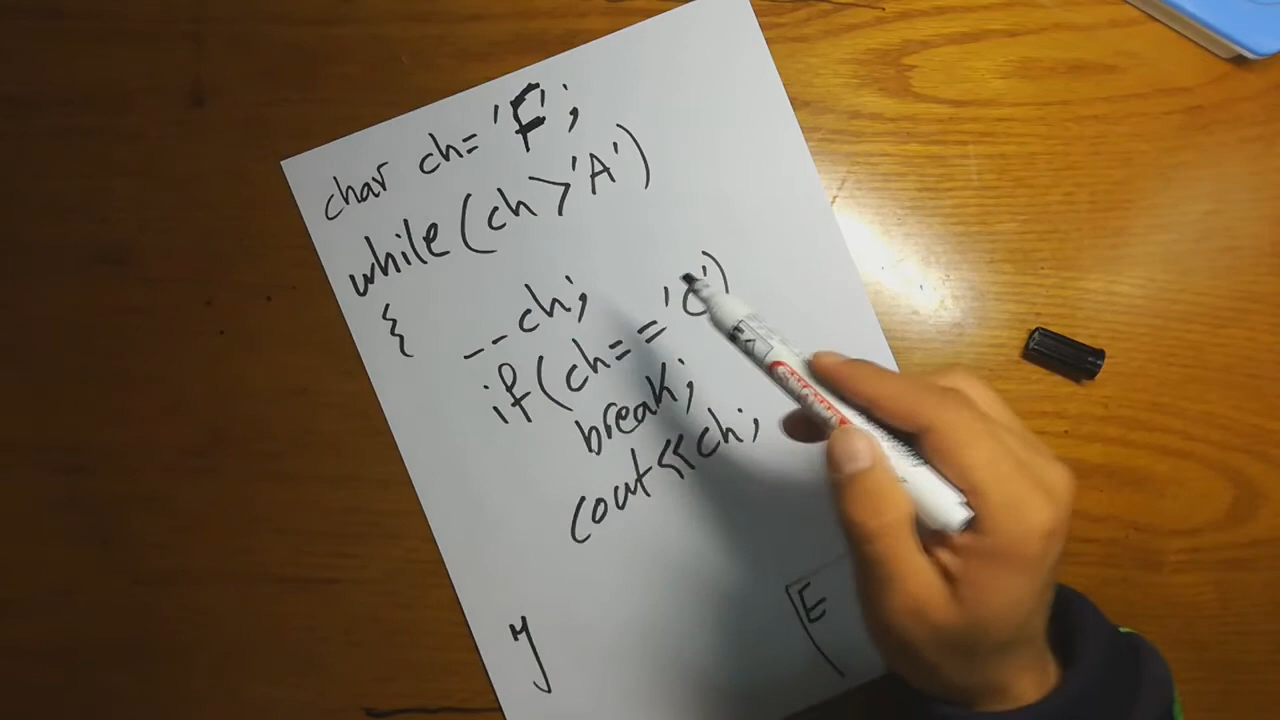 char ch='F';
while(ch>'A')
{ --ch;
if(ch=='C')
break;
cout<<ch;
}
E